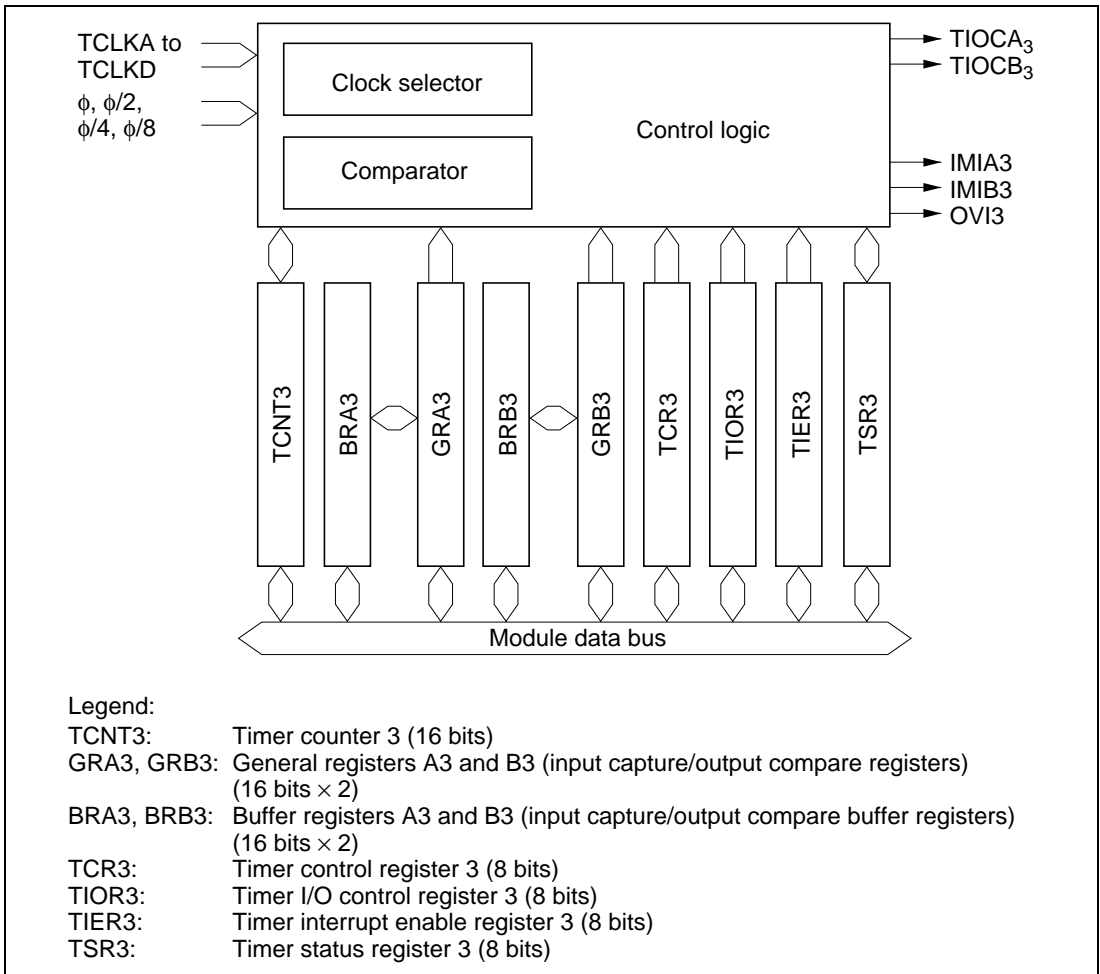 TCLKA to
TCLKD
ϕ, ϕ/2,
ϕ/4, ϕ/8
Clock selector
Comparator
Control logic
TIOCA3
TIOCB3
IMIA3
IMIB3
OVI3
TCNT3
BRA3
GRA3
BRB3
GRB3
TCR3
TIOR3
TIER3
TSR3
Module data bus
Legend:
TCNT3: Timer counter 3 (16 bits)
GRA3, GRB3: General registers A3 and B3 (input capture/output compare registers)
(16 bits × 2)
BRA3, BRB3: Buffer registers A3 and B3 (input capture/output compare buffer registers)
(16 bits × 2)
TCR3: Timer control register 3 (8 bits)
TIOR3: Timer I/O control register 3 (8 bits)
TIER3: Timer interrupt enable register 3 (8 bits)
TSR3: Timer status register 3 (8 bits)